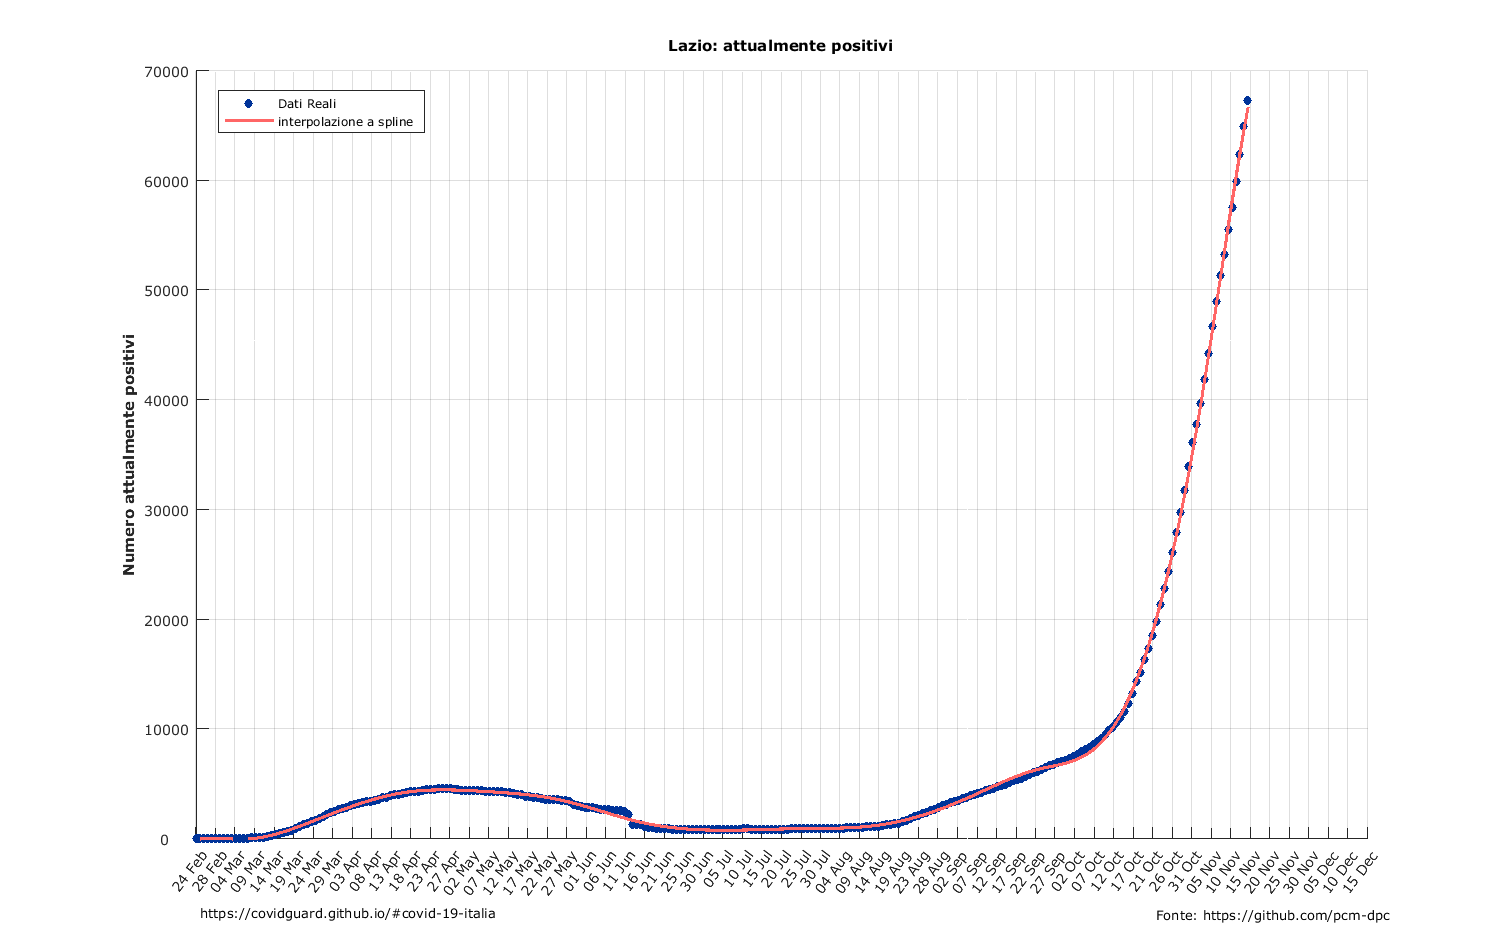 Lazio: attualmente positivi
Dati Reali
interpolazione a spline
Numero attualmente positivi
70000
60000
50000
40000
30000
20000
10000
0
24 Feb
28 Feb
04 Mar
09 Mar
14 Mar
19 Mar
24 Mar
29 Mar
03 Apr
08 Apr
13 Apr
18 Apr
23 Apr
27 Apr
02 May
07 May
12 May
17 May
22 May
27 May
01 Jun
06 Jun
11 Jun
16 Jun
21 Jun
25 Jun
30 Jun
05 Jul
10 Jul
15 Jul
20 Jul
25 Jul
30 Jul
04 Aug
09 Aug
14 Aug
19 Aug
23 Aug
28 Aug
02 Sep
07 Sep
12 Sep
17 Sep
22 Sep
27 Sep
02 Oct
07 Oct
12 Oct
17 Oct
21 Oct
26 Oct
31 Oct
05 Nov
10 Nov
15 Nov
20 Nov
25 Nov
30 Nov
05 Dec
10 Dec
15 Dec
https://covidguard.github.io/#covid-19-italia
Fonte: https://github.com/pcm-dpc